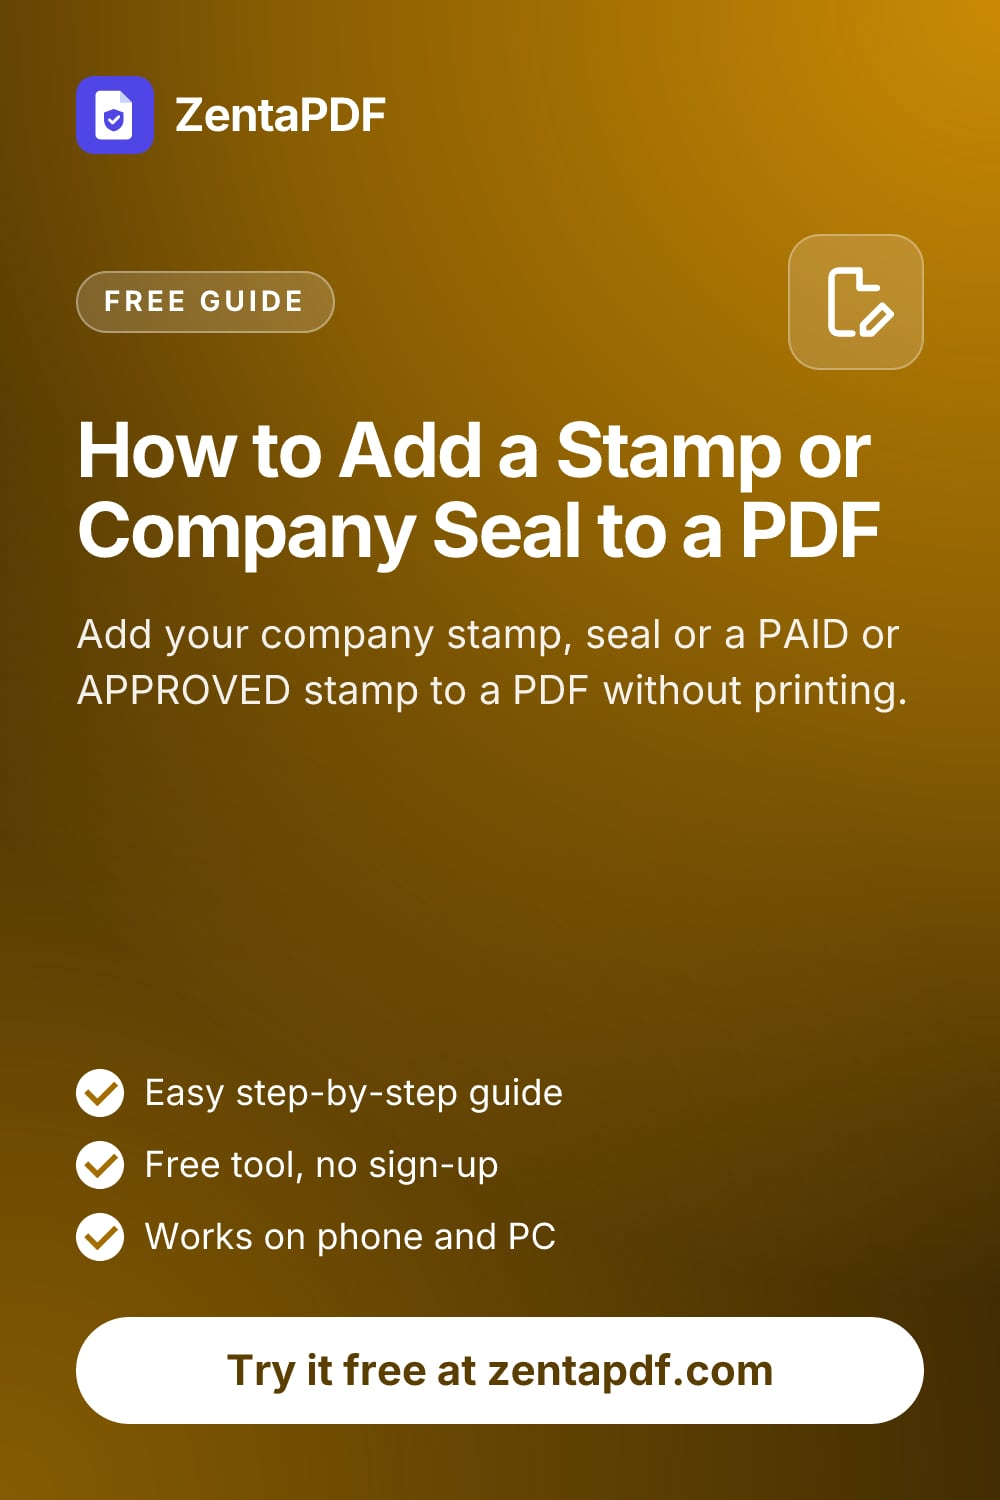 ZentaPDF
FREE GUIDE
How to Add a Stamp or
Company Seal to a PDF
Add your company stamp, seal or a PAID or
APPROVED stamp to a PDF without printing.
Easy step-by-step guide
Free tool, no sign-up
Works on phone and PC
Try it free at zentapdf.com